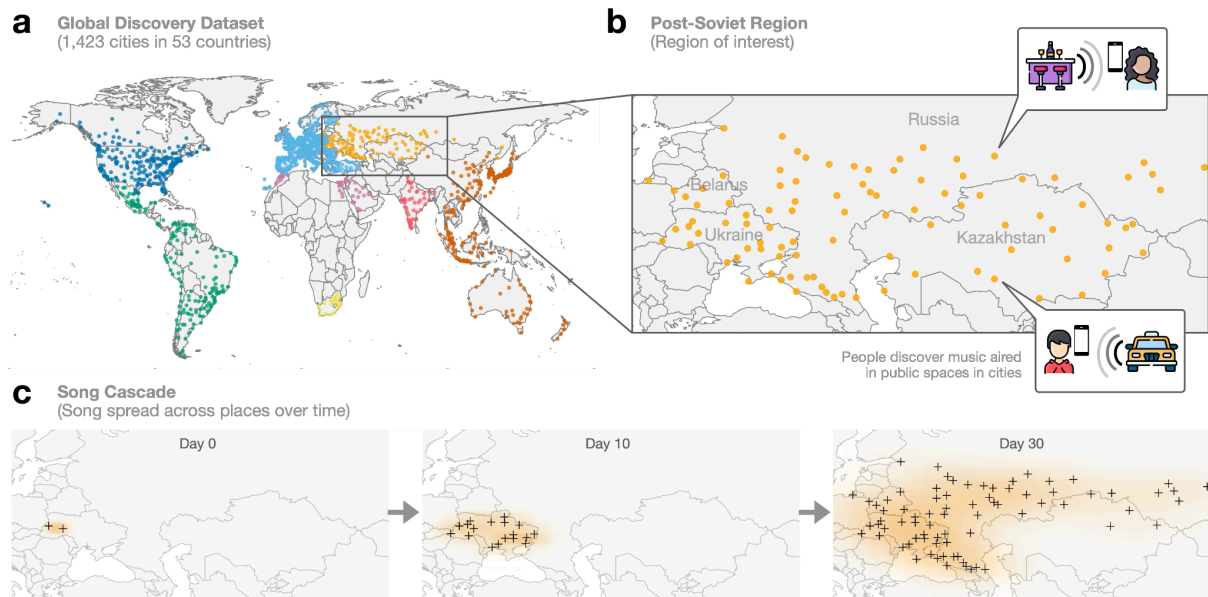 a
Global Discovery Dataset
(1,423 cities in 53 countries)
b
Post-Soviet Region
(Region of interest)
Russia
Belarus
Ukraine
Kazakhstan
People discover music aired
in public spaces in cities
c
Song Cascade
(Song spread across places over time)
Day 0
Day 10
Day 30